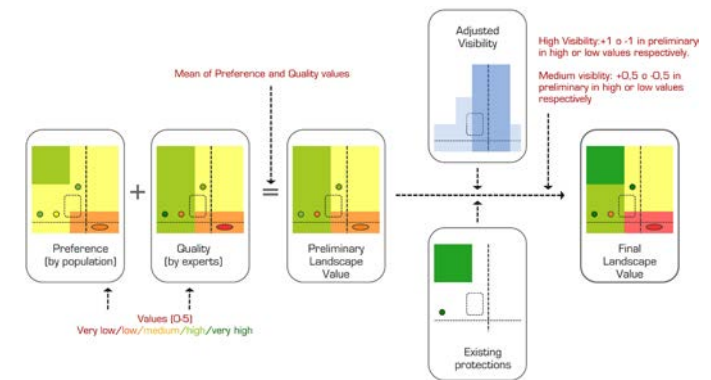 Adjusted
Visibility
High Visibility:+1 o -1 in preliminary
in high or low values respectively.
Medium visiblity: +0,5 o -0,5 in
preliminary in high or low values
respectively
Mean of Preference and Quality values
+
=
Preference
(by population)
Quality
(by experts)
Preliminary
Landscape
Value
Final
Landscape
Value
Values (0-5)
Very low/low/medium/high/very high
Existing
protections